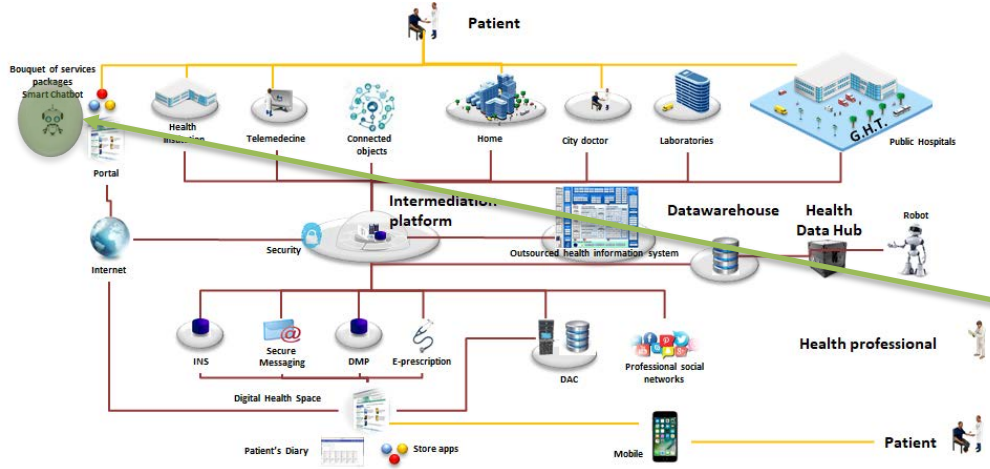 Patient
Bouquet of services
packages
Smart Chatbot
Health
Telemedecine
Connected
objects
Home
City doctor
Laboratories
G.H.T.
Public Hospitals
Portal
Intermediation
platform
Datawarehouse
Health
Data Hub
Robot
Security
Outsourced health information system
Internet
INS
Secure
Messaging
@
DMP
E-prescription
DAC
Professional social
networks
Health professional
Digital Health Space
Patient's Diary
Store apps
Mobile
Patient